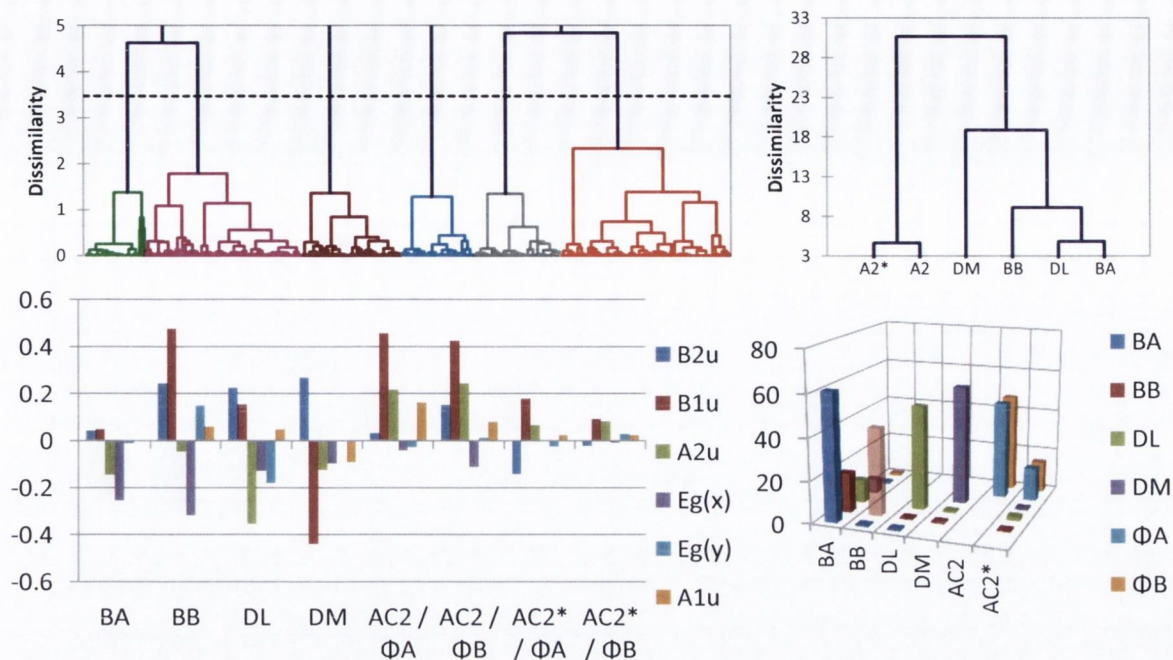 Dissimilarity
5
4
3
2
1
0
Dissimilarity
33
28
23
18
13
8
3
A2* A2 DM BB DL BA
0.6
0.4
0.2
0
-0.2
-0.4
-0.6
BA BB DL DM AC2 / ΦA AC2 / ΦB AC2* / ΦA AC2* / ΦB
B2u
B1u
A2u
Eg(x)
Eg(y)
A1u
80
60
40
20
0
BA
BB
DL
DM
AC2
AC2*
BA
BB
DL
DM
ΦA
ΦB